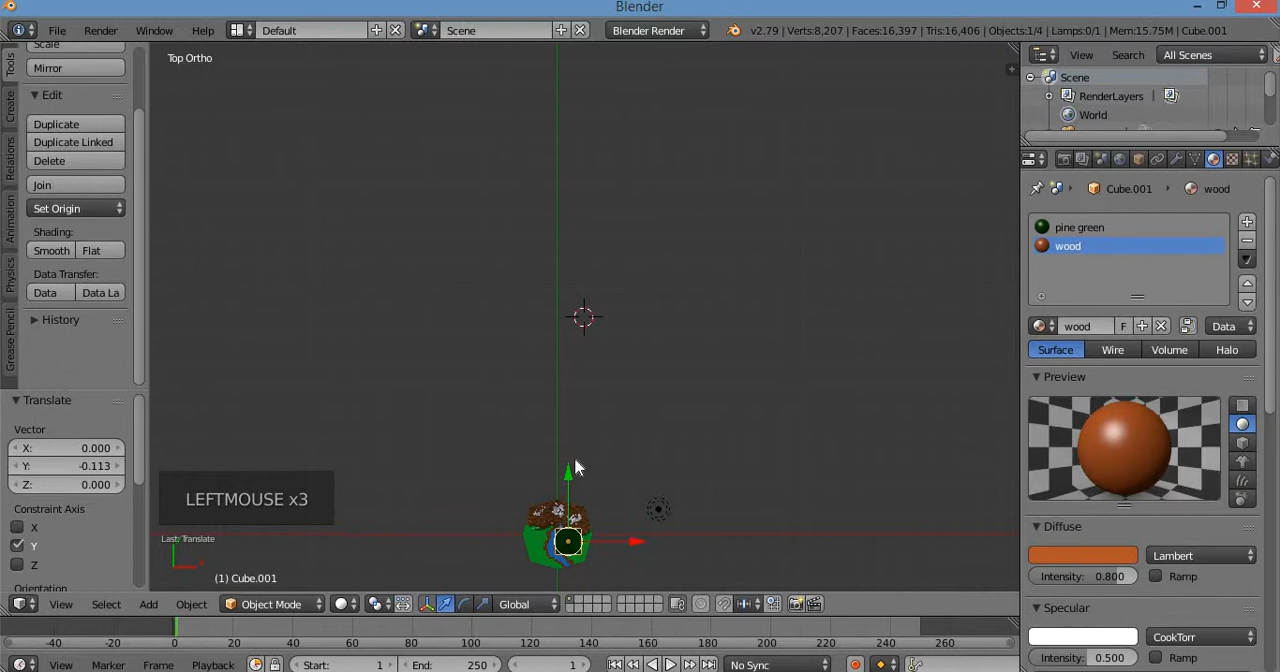 Blender
File Render Window Help Default Scene Blender Render v2.79 | Verts:8,207 | Faces:16,397 | Tris:16,406 | Objects:1/4 | Lamps:0/1 | Mem:15.75M | Cube.001
Scale
Mirror
Edit
Duplicate
Duplicate Linked
Delete
Join
Set Origin
Shading:
Smooth Flat
Data Transfer:
Data Data La
History
Tools
Create
Relations
Animation
Physics
Grease Pencil
Translate
Vector
X: 0.000
Y: -0.113
Z: 0.000
Constraint Axis
X
Y
Z
Orientation
Top Ortho
LEFTMOUSE x3
Last: Translate
(1) Cube.001
View Select Add Object Object Mode Global
-40 -20 0 20 40 60 80 100 120 140 160 180 200 220 240 260
View Marker Frame Playback Start: 1 End: 250 1 No Sync
View Search All Scenes
Scene
RenderLayers
World
Cube.001 wood
pine green
wood
wood F Data
Surface Wire Volume Halo
Preview
Diffuse
Lambert
Intensity: 0.800 Ramp
Specular
CookTorr
Intensity: 0.500 Ramp